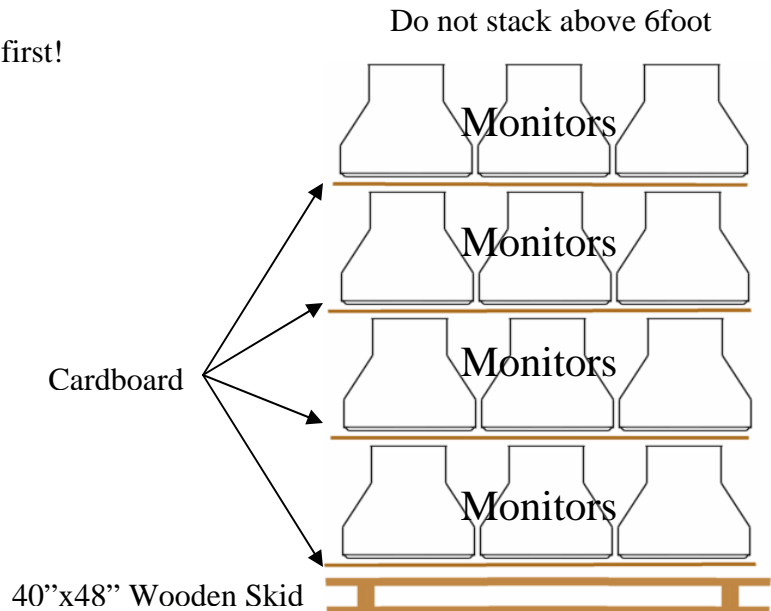 Do not stack above 6foot
first!
Monitors
Monitors
Cardboard
Monitors
Monitors
40”x48” Wooden Skid